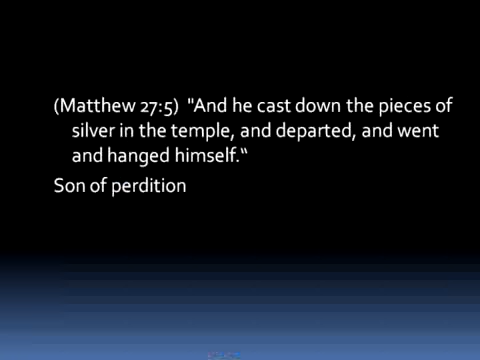 (Matthew 27:5)  "And he cast down the pieces of
silver in the temple, and departed, and went
and hanged himself.“
Son of perdition